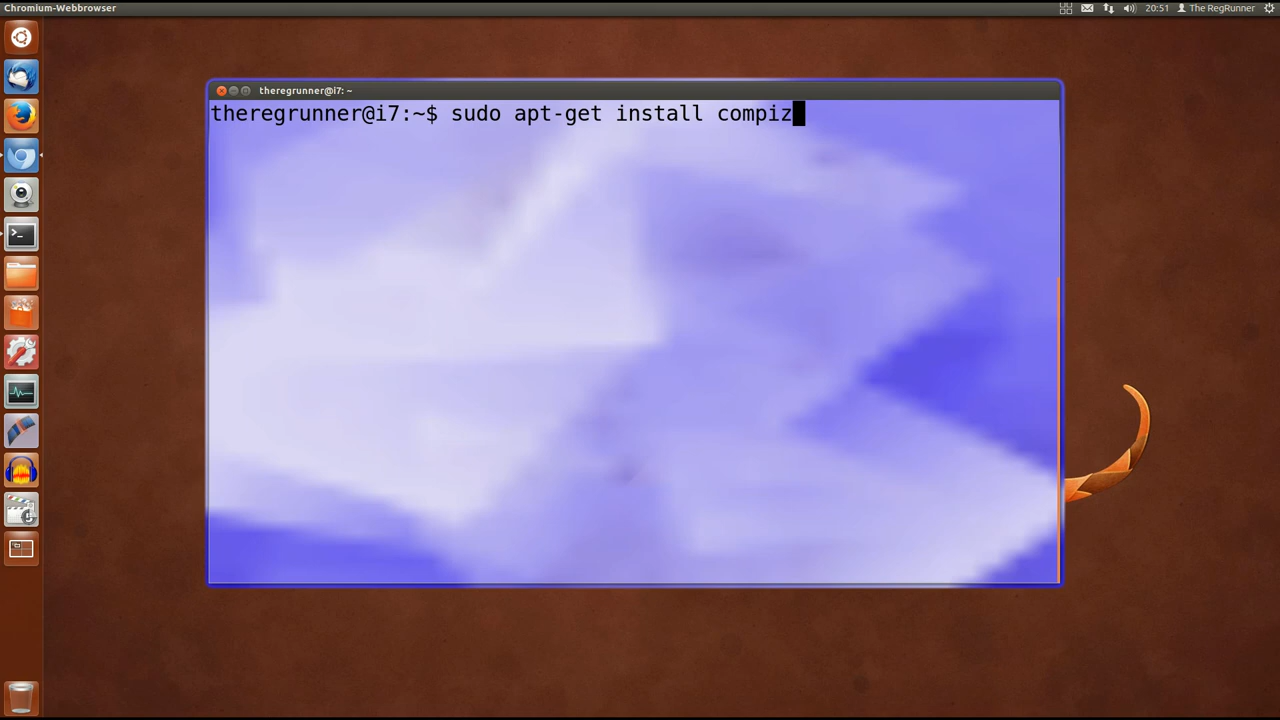 Chromium-Webbrowser
20:51 The RegRunner
theregrunner@i7: ~
theregrunner@i7:~$ sudo apt-get install compiz